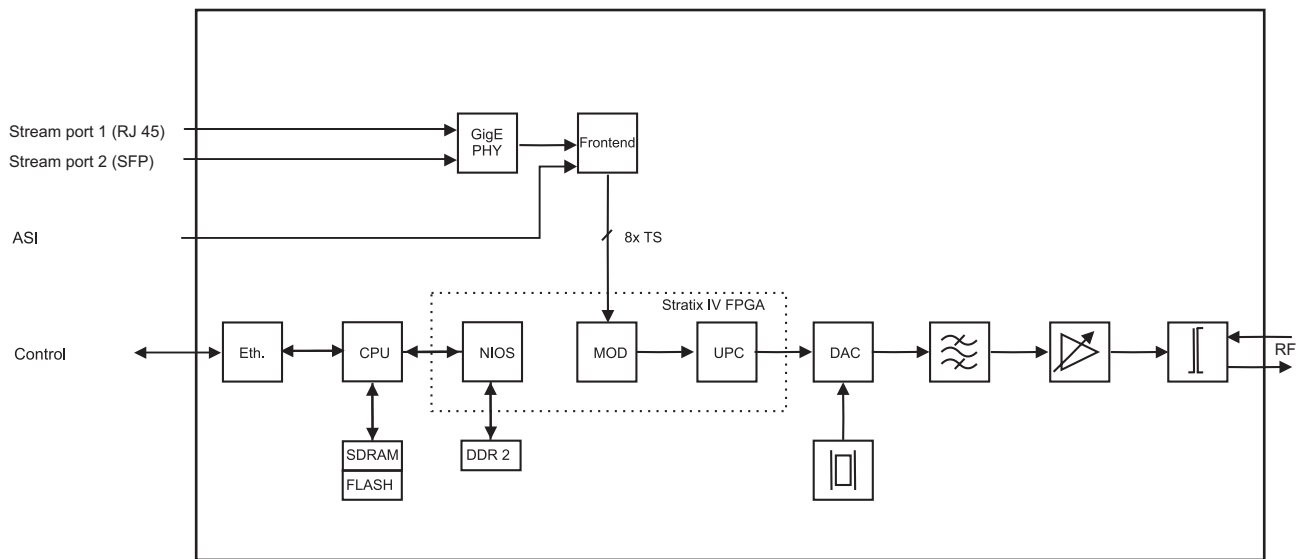 Stream port 1 (RJ 45)
Stream port 2 (SFP)
GigE
PHY
Frontend
ASI
8x TS
Stratix IV FPGA
Control
Eth.
CPU
NIOS
MOD
UPC
DAC
RF
SDRAM
FLASH
DDR 2